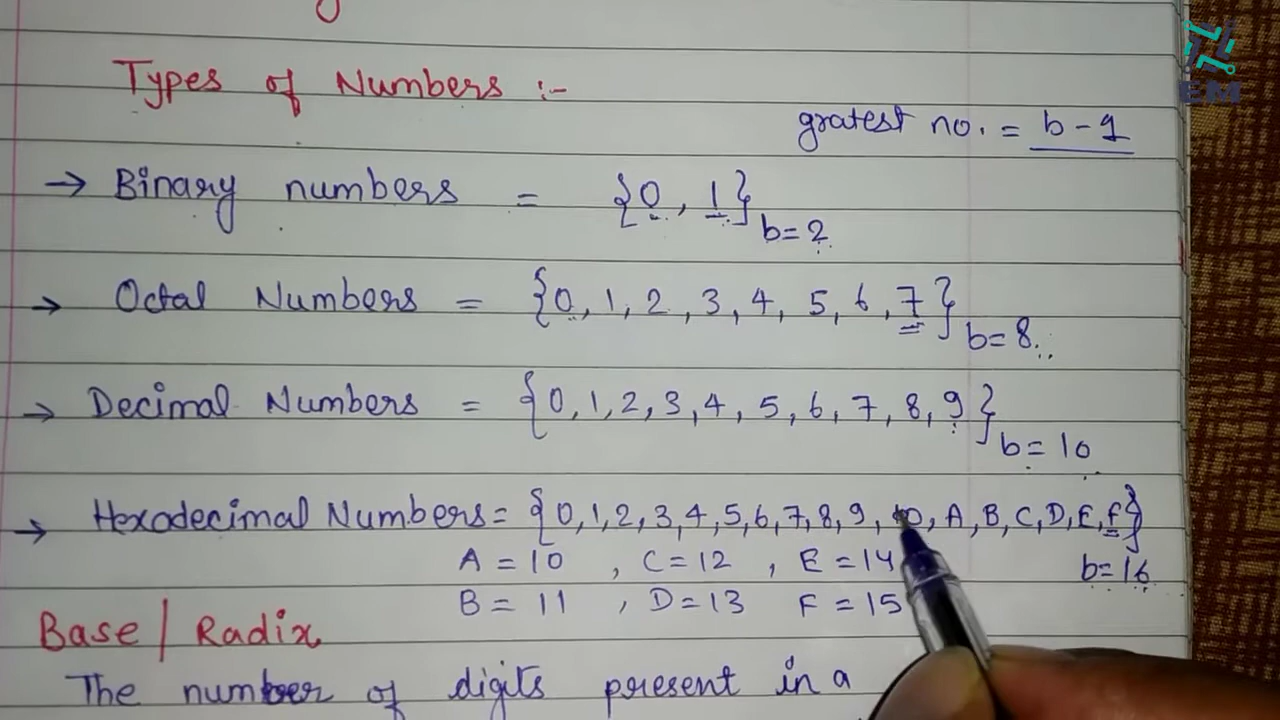 Types of Numbers :-
gratest no. = b-1
→ Binary numbers = {0, 1} b=2
→ Octal Numbers = {0, 1, 2, 3, 4, 5, 6, 7} b=8
→ Decimal Numbers = {0, 1, 2, 3, 4, 5, 6, 7, 8, 9} b=10
→ Hexadecimal Numbers = {0, 1, 2, 3, 4, 5, 6, 7, 8, 9, 10, A, B, C, D, E, F} b=16
A = 10 , C = 12 , E = 14
B = 11 , D = 13 F = 15
Base / Radix
The number of digits present in a
EM